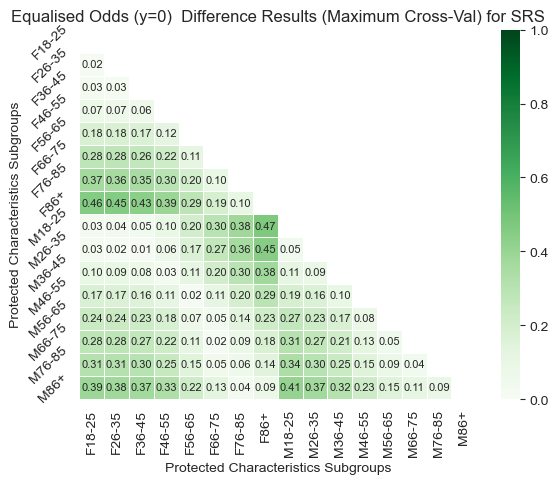 Equalised Odds (y=0)  Difference Results (Maximum Cross-Val) for SRS
Protected Characteristics Subgroups
F18-25
F26-35 0.02
F36-45 0.03 0.03
F46-55 0.07 0.07 0.06
F56-65 0.18 0.18 0.17 0.12
F66-75 0.28 0.28 0.26 0.22 0.11
F76-85 0.37 0.36 0.35 0.30 0.20 0.10
F86+ 0.46 0.45 0.43 0.39 0.29 0.19 0.10
M18-25 0.03 0.04 0.05 0.10 0.20 0.30 0.38 0.47
M26-35 0.03 0.02 0.01 0.06 0.17 0.27 0.36 0.45 0.05
M36-45 0.10 0.09 0.08 0.03 0.11 0.20 0.30 0.38 0.11 0.09
M46-55 0.17 0.17 0.16 0.11 0.02 0.11 0.20 0.29 0.19 0.16 0.10
M56-65 0.24 0.24 0.23 0.18 0.07 0.05 0.14 0.23 0.27 0.23 0.17 0.08
M66-75 0.28 0.28 0.27 0.22 0.11 0.02 0.09 0.18 0.31 0.27 0.21 0.13 0.05
M76-85 0.31 0.31 0.30 0.25 0.15 0.05 0.06 0.14 0.34 0.30 0.25 0.15 0.09 0.04
M86+ 0.39 0.38 0.37 0.33 0.22 0.13 0.04 0.09 0.41 0.37 0.32 0.23 0.15 0.11 0.09
F18-25 F26-35 F36-45 F46-55 F56-65 F66-75 F76-85 F86+ M18-25 M26-35 M36-45 M46-55 M56-65 M66-75 M76-85 M86+
Protected Characteristics Subgroups
1.0
0.8
0.6
0.4
0.2
0.0